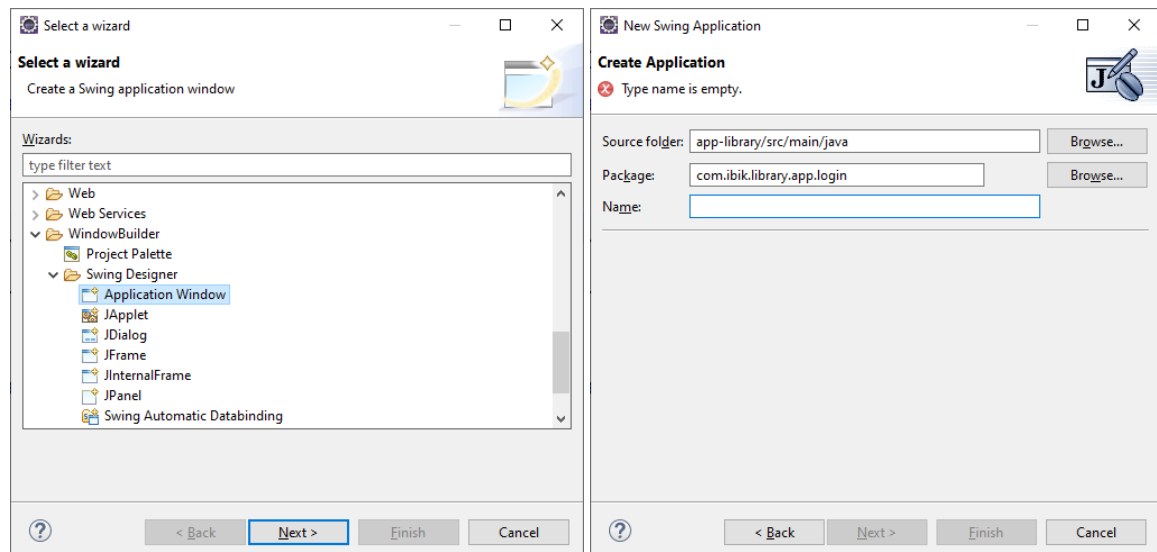 Select a wizard
Select a wizard
Create a Swing application window
Wizards:
type filter text
Web
Web Services
WindowBuilder
Project Palette
Swing Designer
Application Window
JApplet
JDialog
JFrame
JInternalFrame
JPanel
Swing Automatic Databinding
? < Back Next > Finish Cancel
New Swing Application
Create Application
Type name is empty.
J
Source folder: app-library/src/main/java Browse...
Package: com.ibik.library.app.login Browse...
Name:
? < Back Next > Finish Cancel